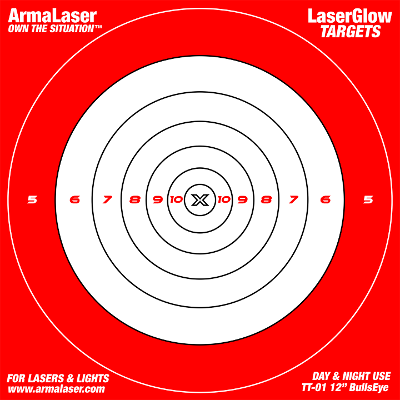 ArmaLaser
OWN THE SITUATION™
LaserGlow
TARGETS
5 6 7 8 9 10 X 10 9 8 7 6 5
FOR LASERS & LIGHTS
www.armalaser.com
DAY & NIGHT USE
TT-01 12” BullsEye